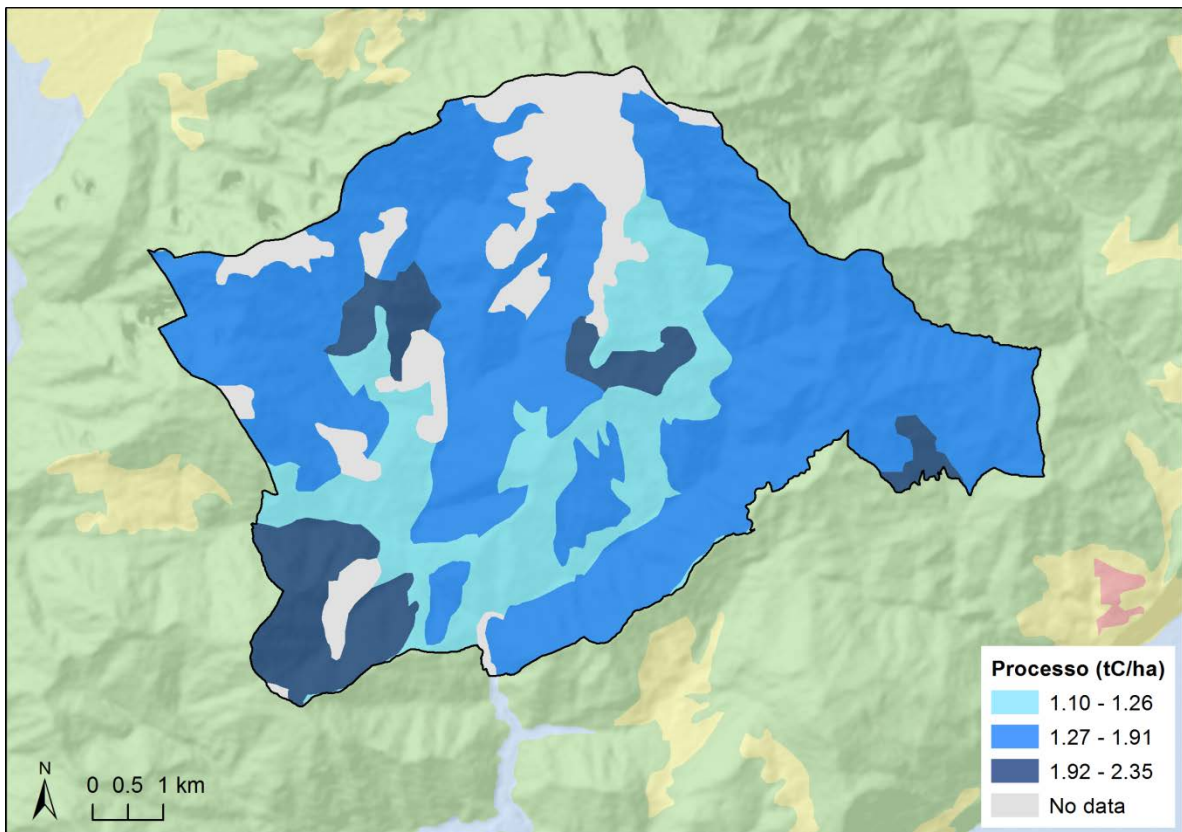 Processo (tC/ha)
1.10 - 1.26
1.27 - 1.91
1.92 - 2.35
No data
N
0 0.5 1 km